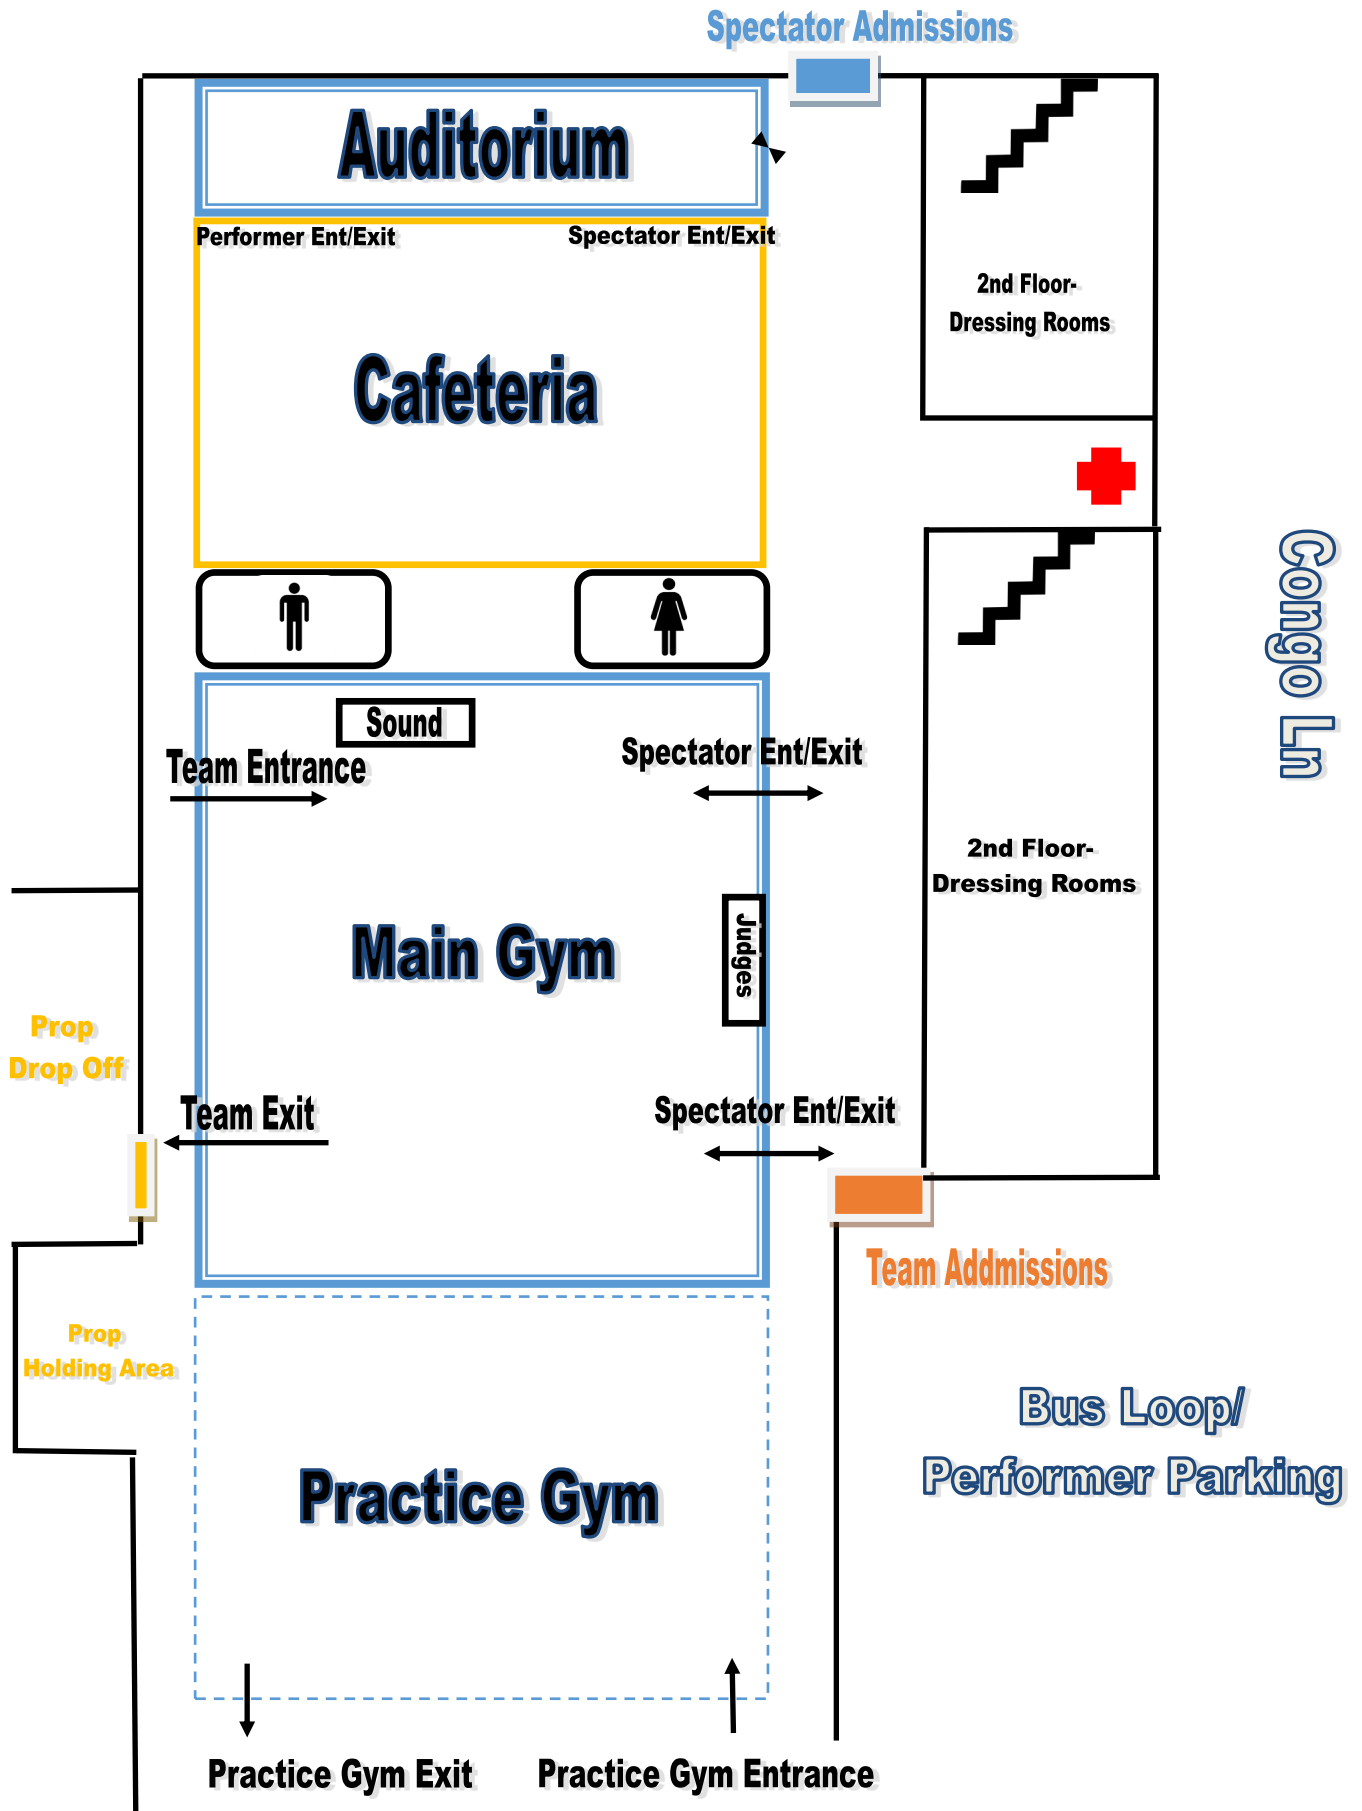 Spectator Admissions
Auditorium
Performer Ent/Exit
Spectator Ent/Exit
2nd Floor-
Dressing Rooms
Cafeteria
Congo Ln
Sound
Team Entrance
Spectator Ent/Exit
2nd Floor-
Dressing Rooms
Judges
Main Gym
Prop
Drop Off
Team Exit
Spectator Ent/Exit
Team Addmissions
Prop
Holding Area
Bus Loop/
Performer Parking
Practice Gym
Practice Gym Exit
Practice Gym Entrance